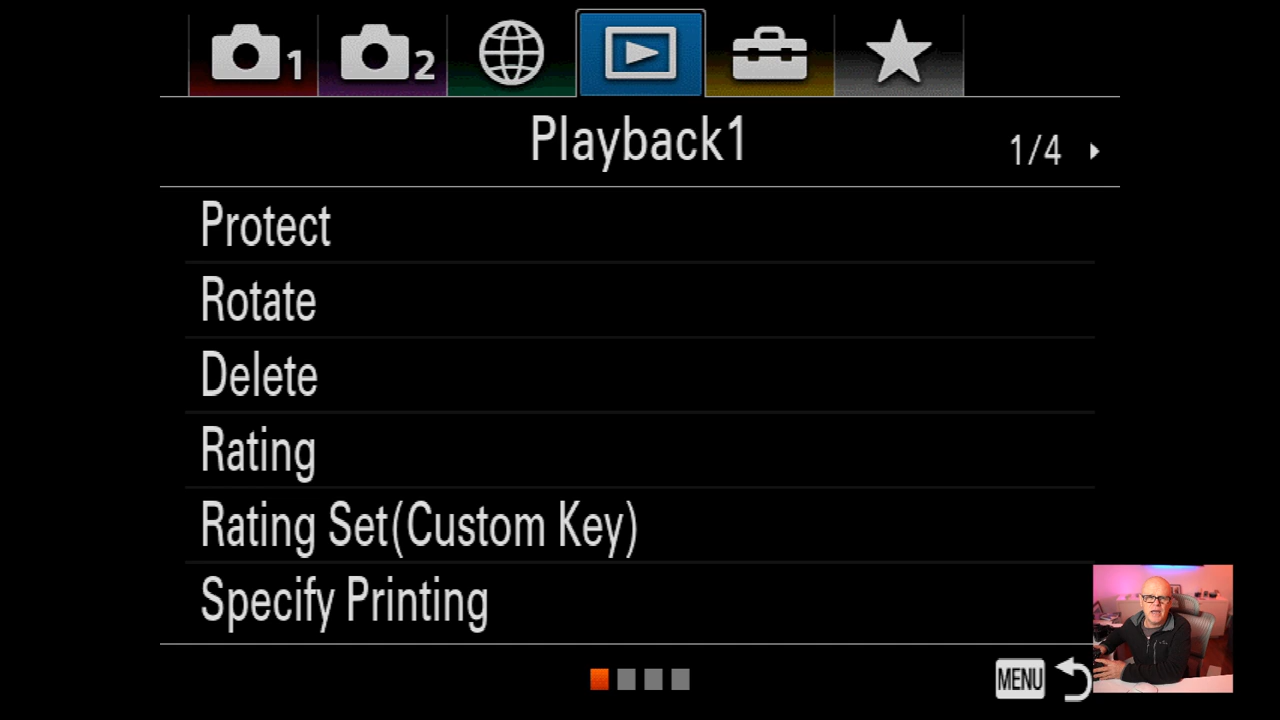 1
2
Playback1
1/4
Protect
Rotate
Delete
Rating
Rating Set(Custom Key)
Specify Printing
MENU